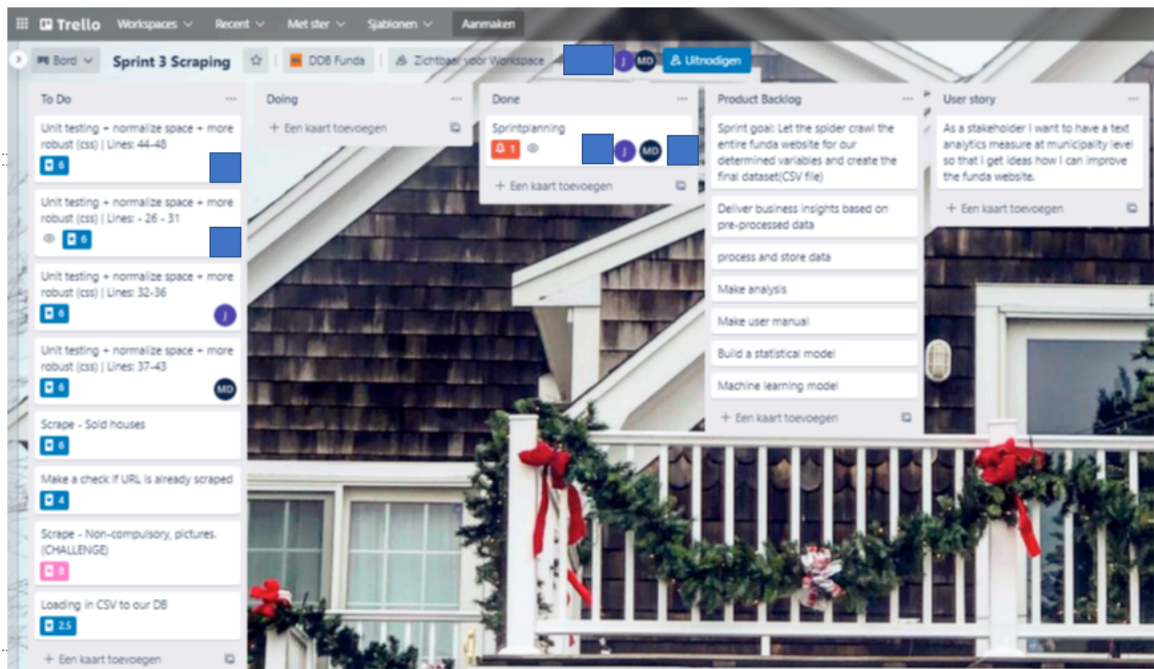 Trello Workspaces Recent Met ster Sjablonen Aanmaken
Bord Sprint 3 Scraping DDB Funda Zichtbaar voor Workspace J MD Uitnodigen
To Do
Unit testing + normalize space + more
robust (css) | Lines: 44-48
6
Unit testing + normalize space + more
robust (css) | Lines: - 26 - 31
6
Unit testing + normalize space + more
robust (css) | Lines: 32-36
6
J
Unit testing + normalize space + more
robust (css) | Lines: 37-43
6
MD
Scrape - Sold houses
6
Make a check if URL is already scraped
4
Scrape - Non-compulsory, pictures.
(CHALLENGE)
8
Loading in CSV to our DB
2.5
+ Een kaart toevoegen
Doing
+ Een kaart toevoegen
Done
Sprintplanning
1
J MD
+ Een kaart toevoegen
Product Backlog
Sprint goal: Let the spider crawl the
entire funda website for our
determined variables and create the
final dataset(CSV file)
Deliver business insights based on
pre-processed data
process and store data
Make analysis
Make user manual
Build a statistical model
Machine learning model
+ Een kaart toevoegen
User story
As a stakeholder I want to have a text
analytics measure at municipality level
so that I get ideas how I can improve
the funda website.
+ Een kaart toevoegen